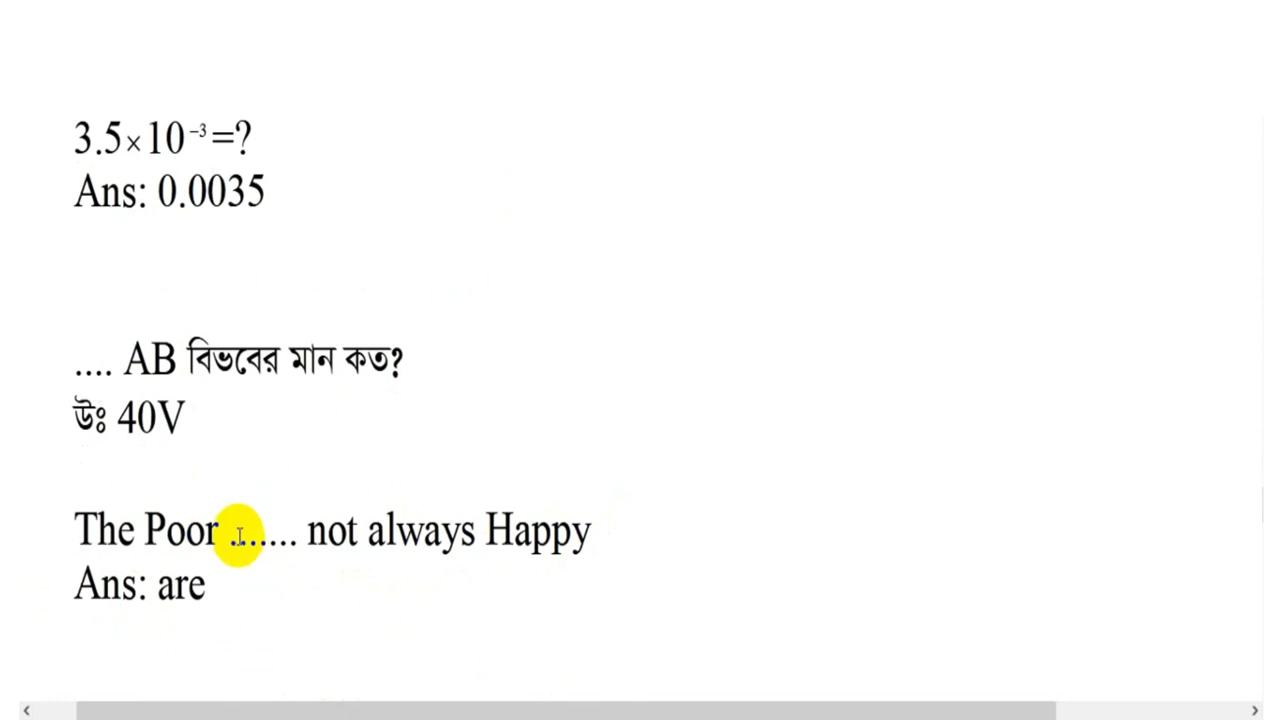 3.5×10⁻³=?
Ans: 0.0035
.... AB বিভবের মান কত?
উঃ 40V
The Poor ....... not always Happy
Ans: are